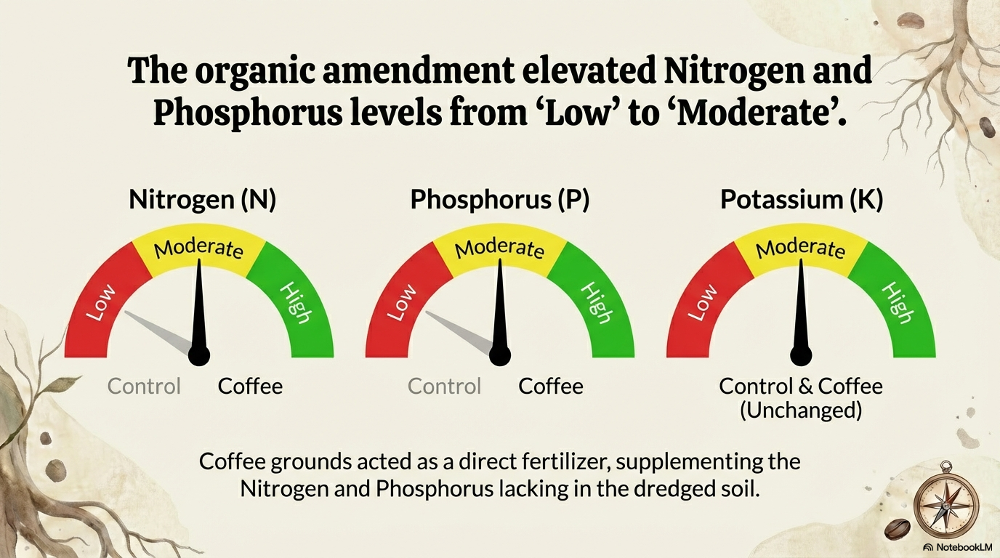 The organic amendment elevated Nitrogen and
Phosphorus levels from ‘Low’ to ‘Moderate’.
Nitrogen (N)
Low
Moderate
High
Control
Coffee
Phosphorus (P)
Low
Moderate
High
Control
Coffee
Potassium (K)
Low
Moderate
High
Control & Coffee
(Unchanged)
Coffee grounds acted as a direct fertilizer, supplementing the
Nitrogen and Phosphorus lacking in the dredged soil.
NotebookLM